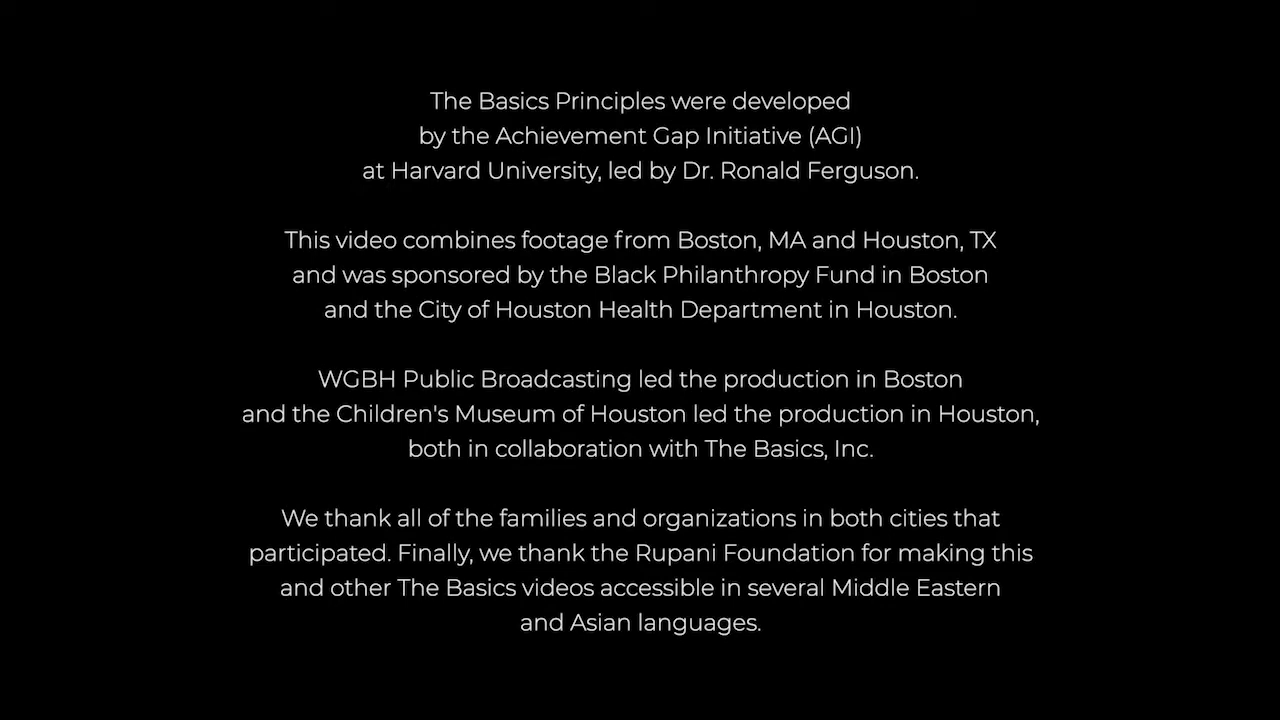 The Basics Principles were developed
by the Achievement Gap Initiative (AGI)
at Harvard University, led by Dr. Ronald Ferguson.
This video combines footage from Boston, MA and Houston, TX
and was sponsored by the Black Philanthropy Fund in Boston
and the City of Houston Health Department in Houston.
WGBH Public Broadcasting led the production in Boston
and the Children's Museum of Houston led the production in Houston,
both in collaboration with The Basics, Inc.
We thank all of the families and organizations in both cities that
participated. Finally, we thank the Rupani Foundation for making this
and other The Basics videos accessible in several Middle Eastern
and Asian languages.